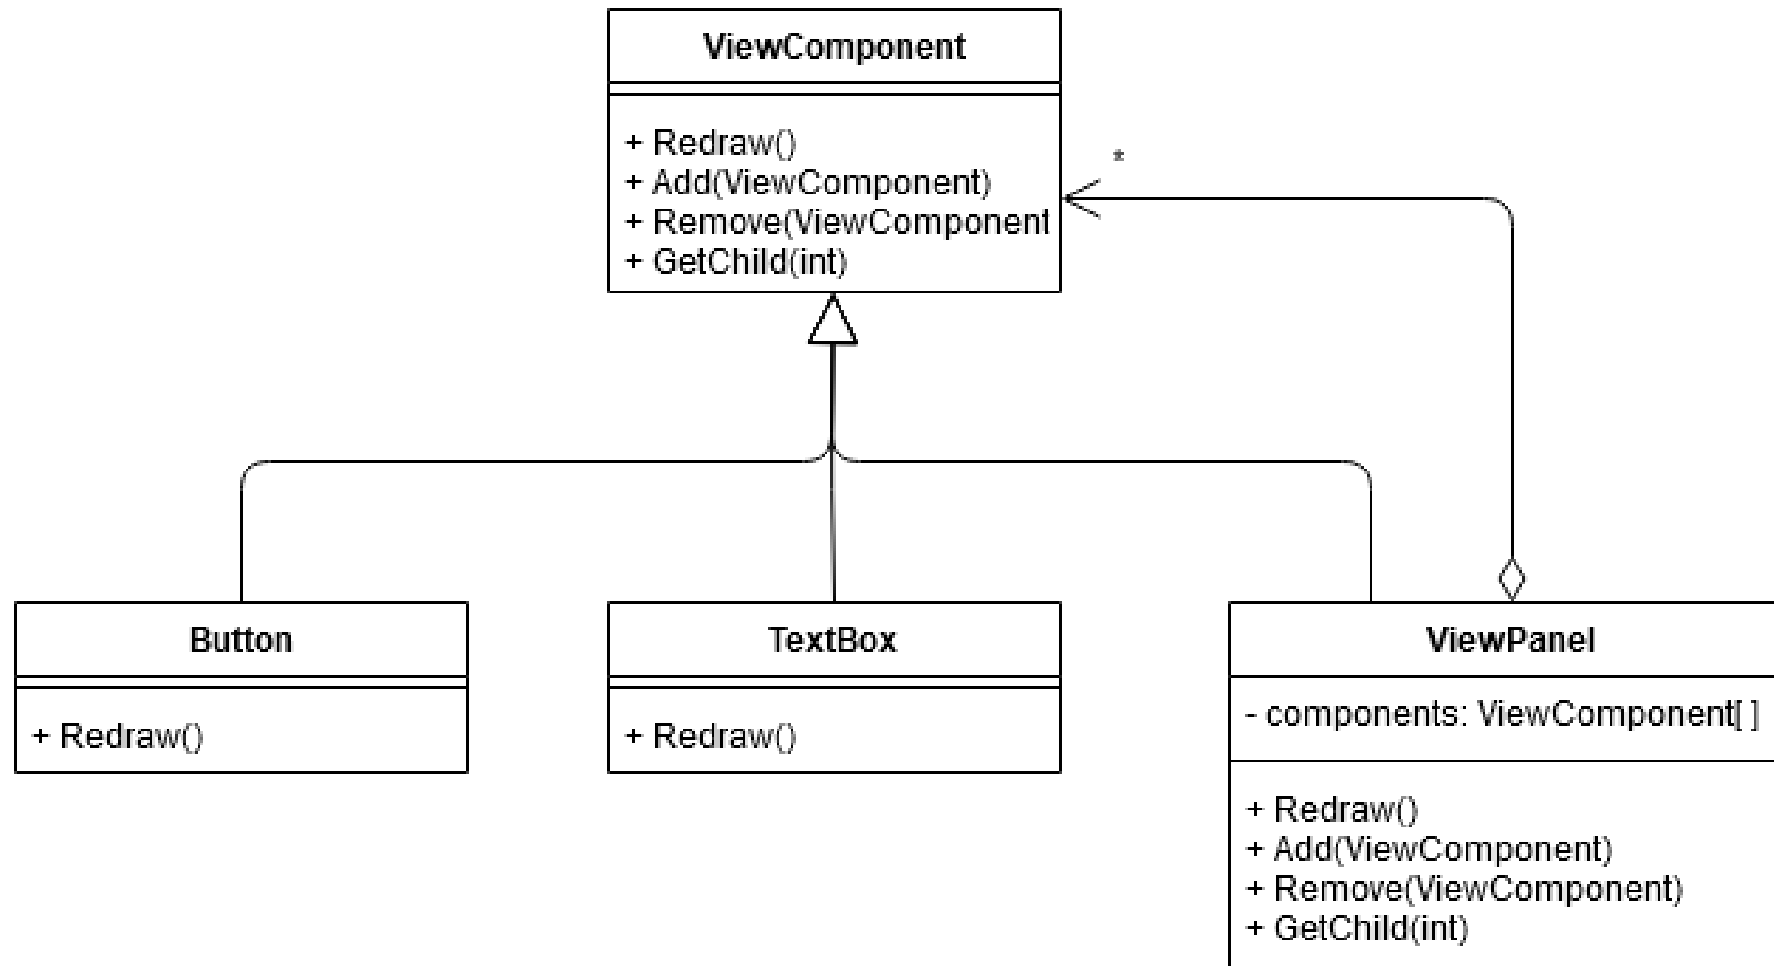 ViewComponent
+ Redraw()
+ Add(ViewComponent)
+ Remove(ViewComponent
+ GetChild(int)
*
Button
+ Redraw()
TextBox
+ Redraw()
ViewPanel
- components: ViewComponent[ ]
+ Redraw()
+ Add(ViewComponent)
+ Remove(ViewComponent)
+ GetChild(int)